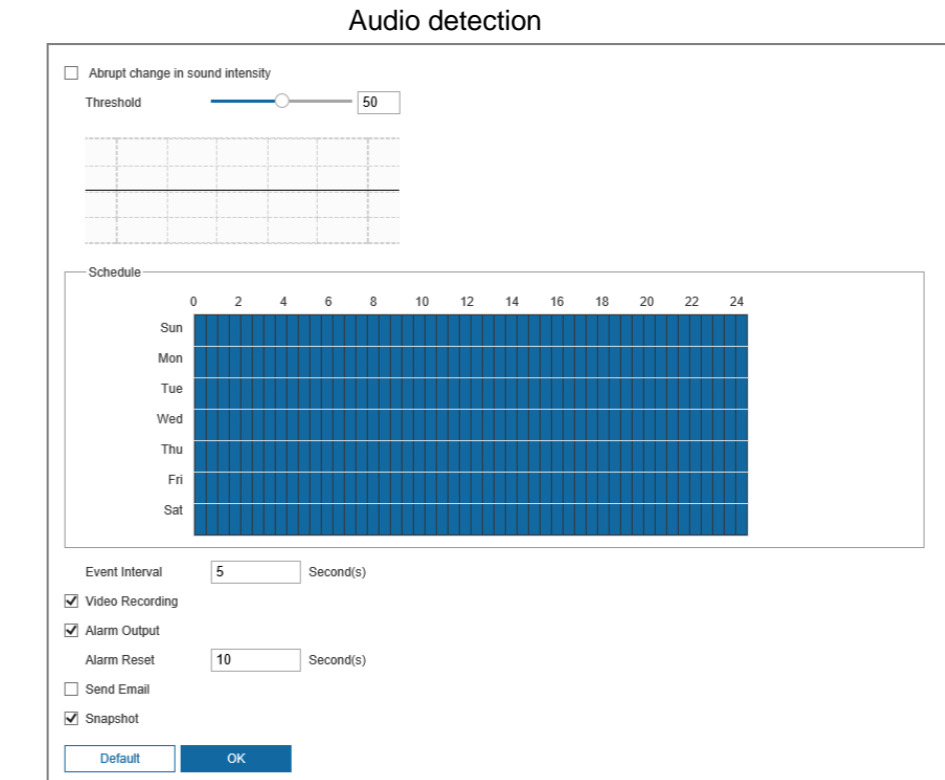 Audio detection
Abrupt change in sound intensity
Threshold 50
Schedule
0 2 4 6 8 10 12 14 16 18 20 22 24
Sun
Mon
Tue
Wed
Thu
Fri
Sat
Event Interval 5 Second(s)
Video Recording
Alarm Output
Alarm Reset 10 Second(s)
Send Email
Snapshot
Default OK